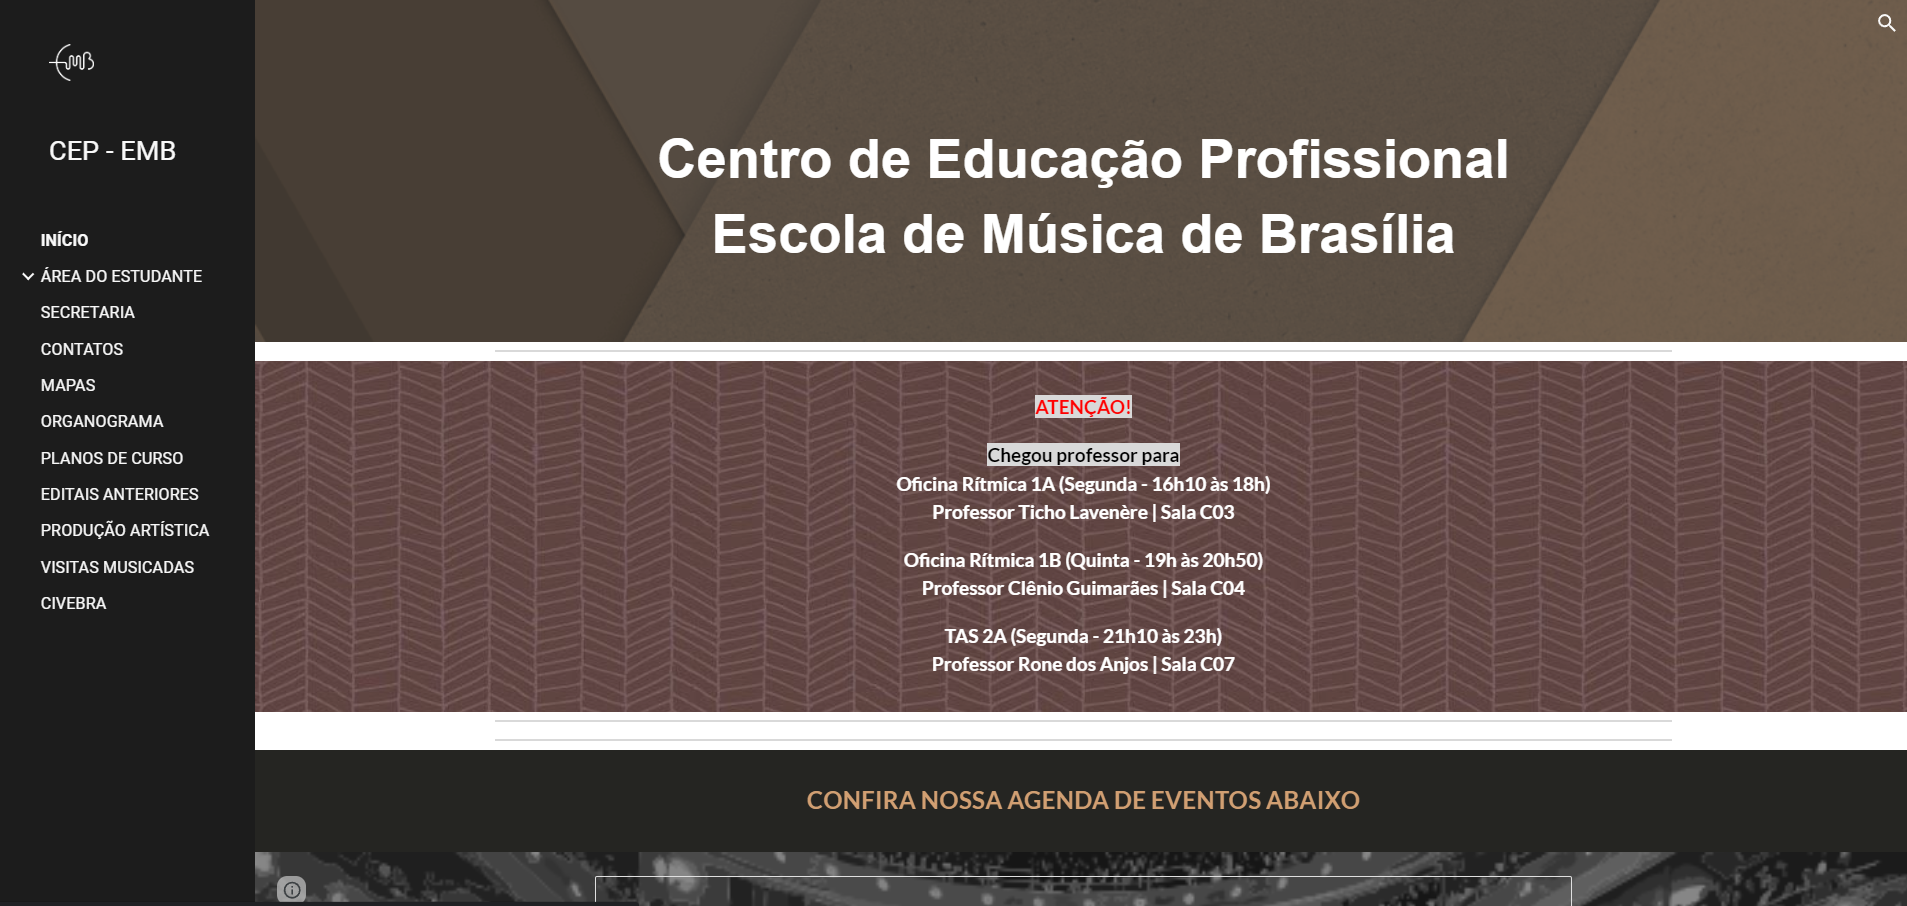 EMB
CEP - EMB
INÍCIO
ÁREA DO ESTUDANTE
SECRETARIA
CONTATOS
MAPAS
ORGANOGRAMA
PLANOS DE CURSO
EDITAIS ANTERIORES
PRODUÇÃO ARTÍSTICA
VISITAS MUSICADAS
CIVEBRA
Centro de Educação Profissional
Escola de Música de Brasília
ATENÇÃO!
Chegou professor para
Oficina Rítmica 1A (Segunda - 16h10 às 18h)
Professor Ticho Lavenère | Sala C03
Oficina Rítmica 1B (Quinta - 19h às 20h50)
Professor Clênio Guimarães | Sala C04
TAS 2A (Segunda - 21h10 às 23h)
Professor Rone dos Anjos | Sala C07
CONFIRA NOSSA AGENDA DE EVENTOS ABAIXO